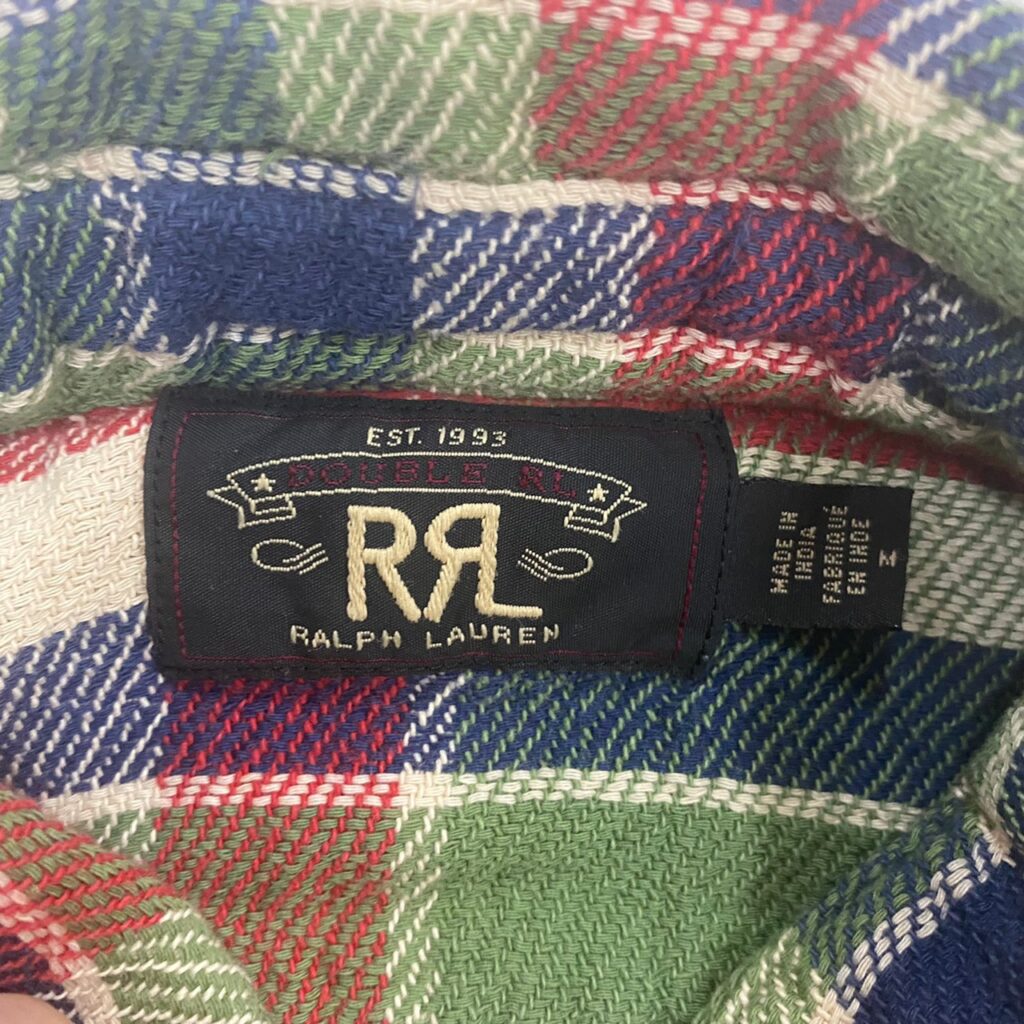 EST. 1993
DOUBLE RL
RRL
RALPH LAUREN
MADE IN
INDIA
FABRIQUÉ
EN INDE
M